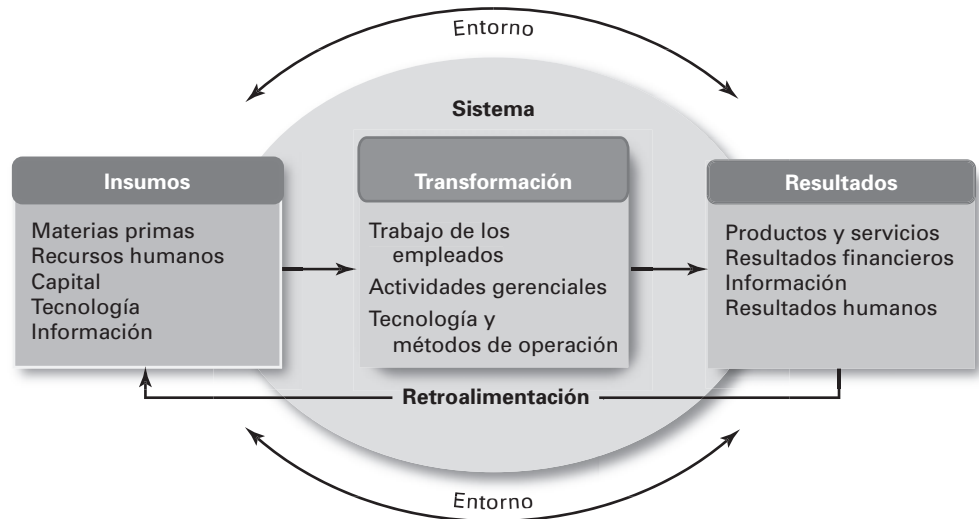 Entorno
Sistema
Insumos
Materias primas
Recursos humanos
Capital
Tecnología
Información
Transformación
Trabajo de los
empleados
Actividades gerenciales
Tecnología y
métodos de operación
Resultados
Productos y servicios
Resultados financieros
Información
Resultados humanos
Retroalimentación
Entorno